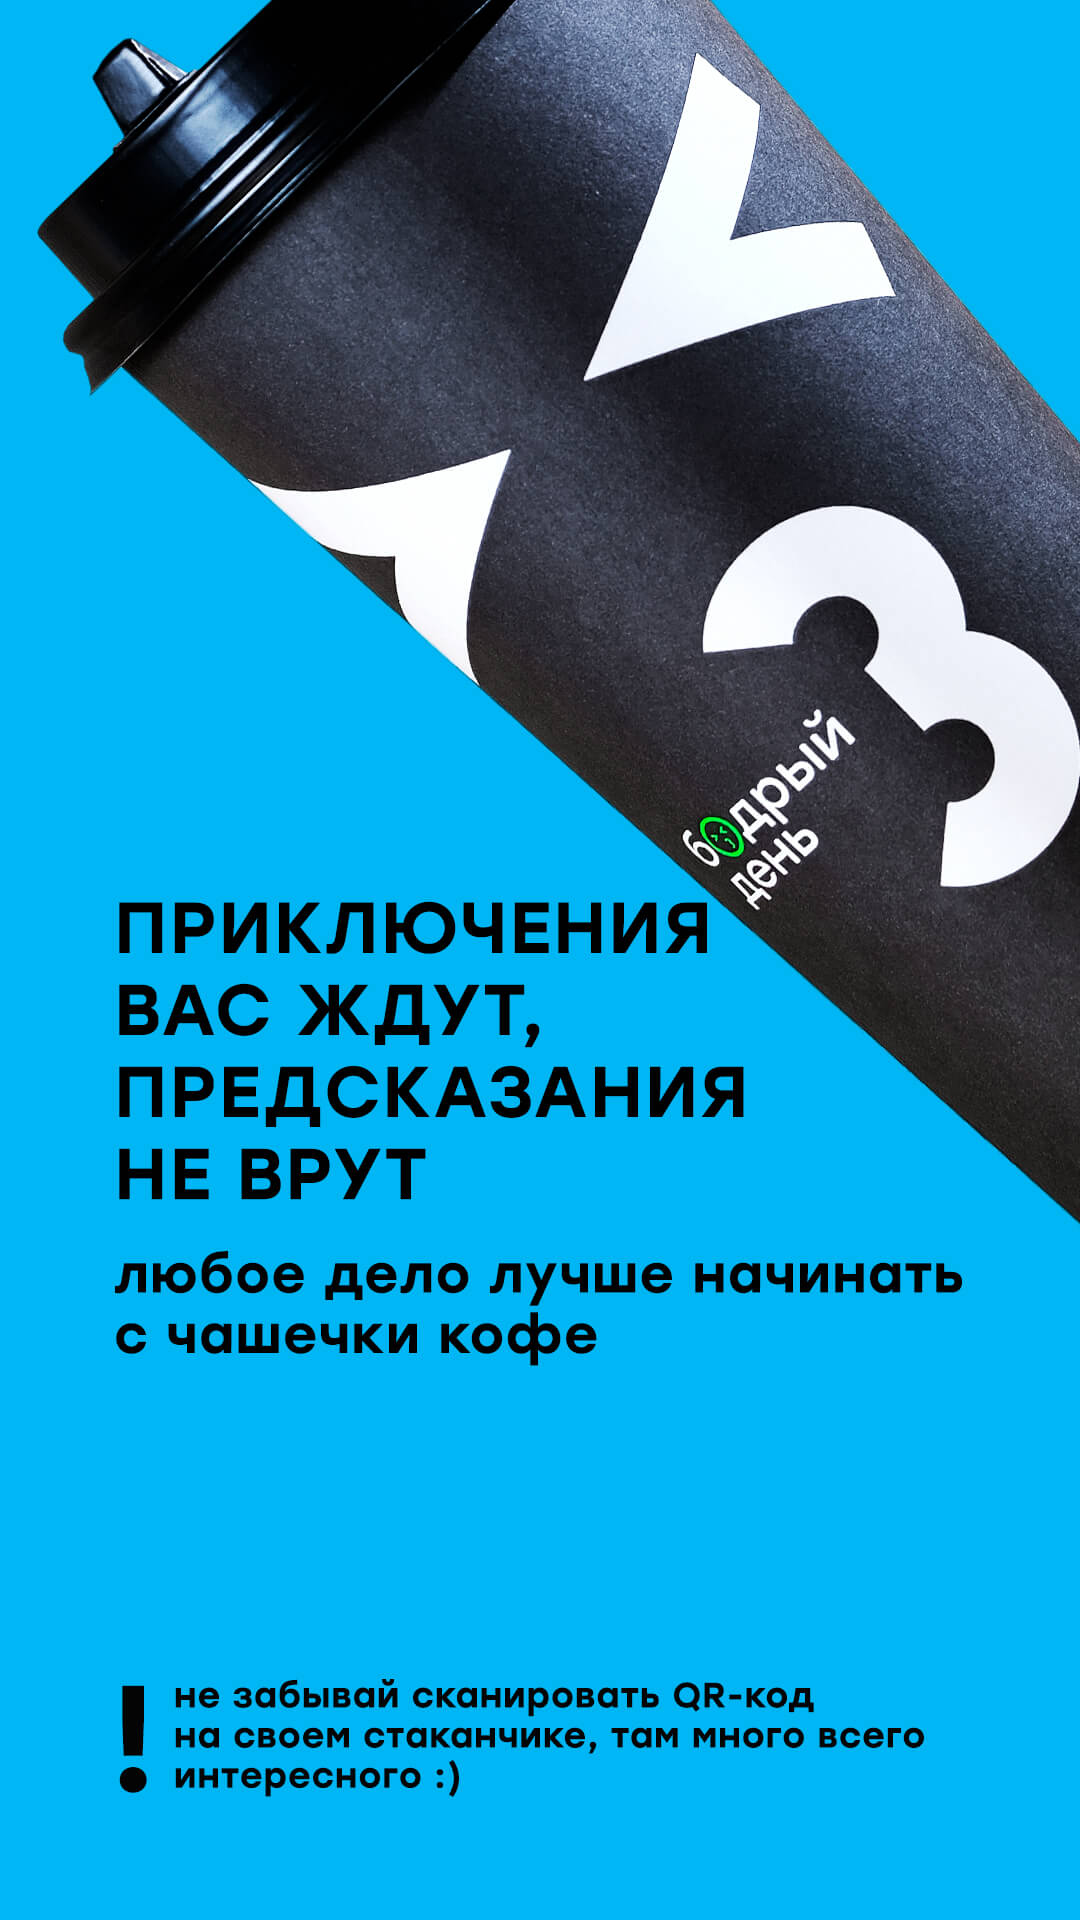 бодрый
день
ПРИКЛЮЧЕНИЯ
ВАС ЖДУТ,
ПРЕДСКАЗАНИЯ
НЕ ВРУТ
любое дело лучше начинать
с чашечки кофе
! не забывай сканировать QR-код
на своем стаканчике, там много всего
интересного :)